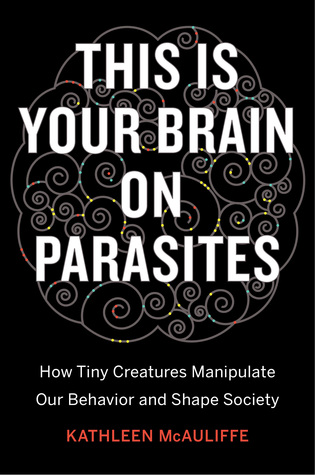 THIS IS
YOUR BRAIN
ON
PARASITES
How Tiny Creatures Manipulate
Our Behavior and Shape Society
KATHLEEN McAULIFFE